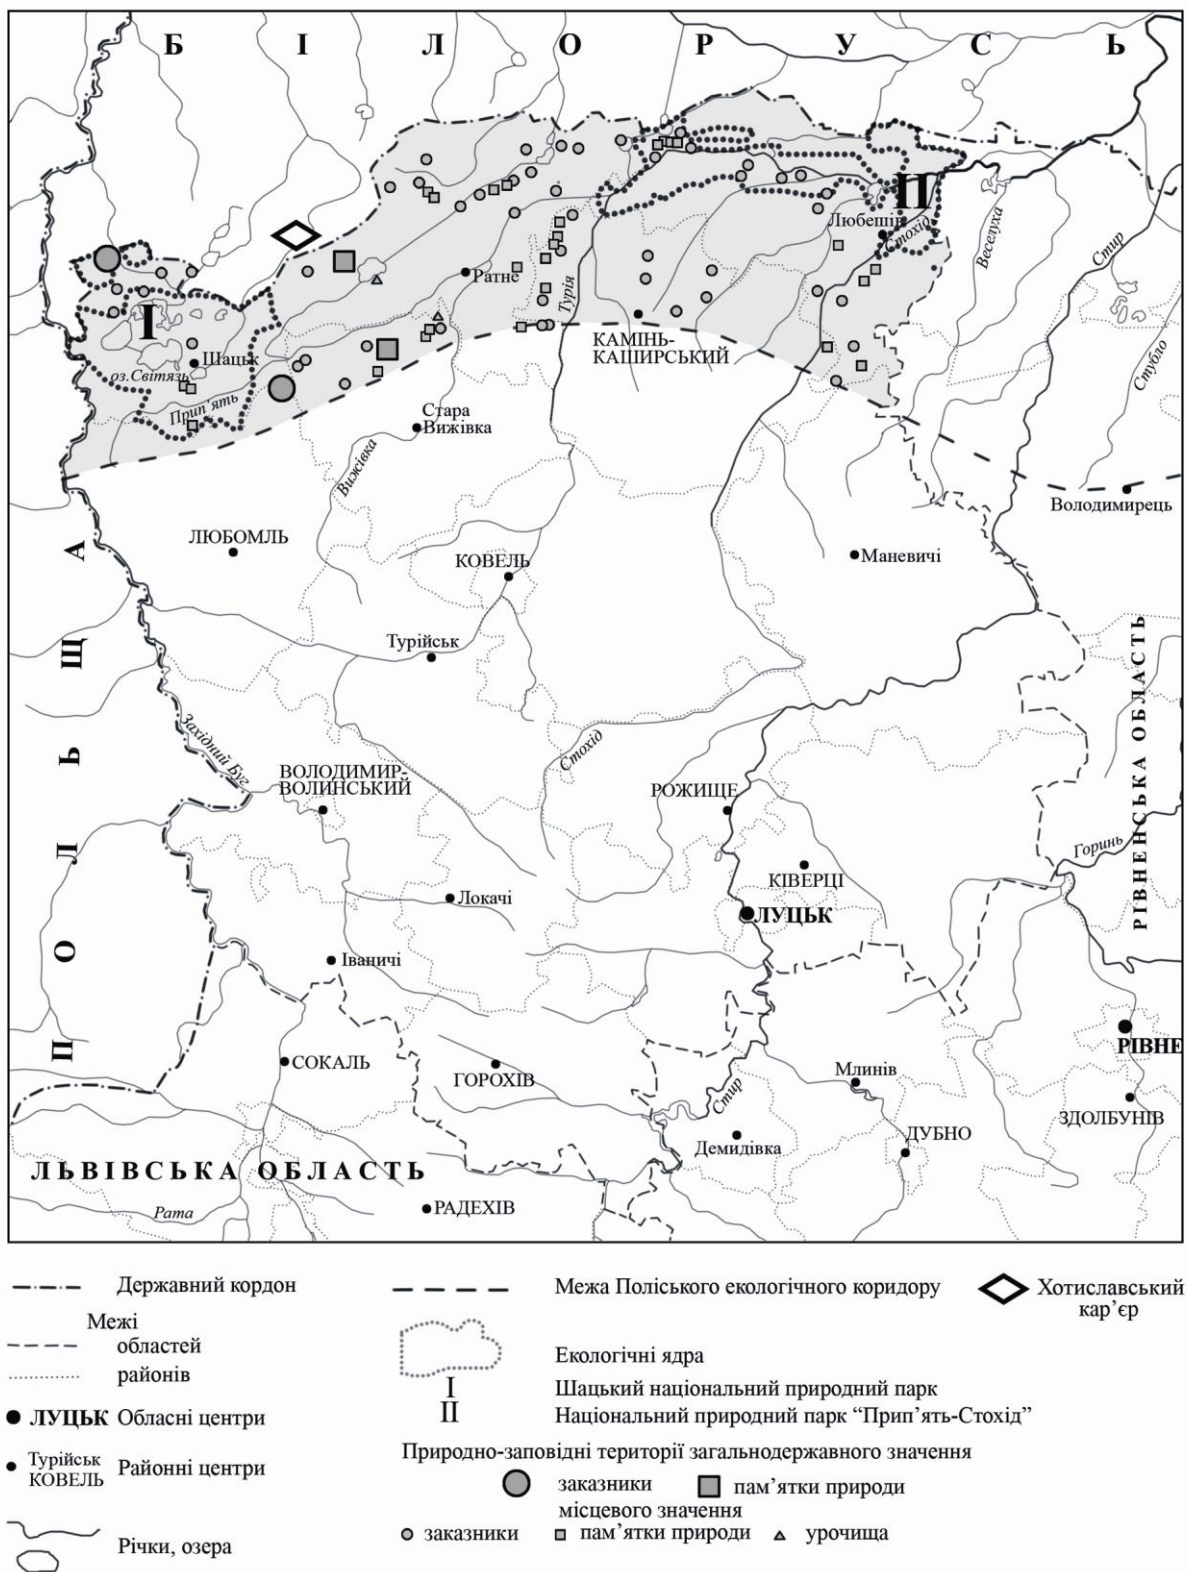 БІЛОРУСЬ
II
Любешів
Стохід
Веселуха
Стир
Ратне
Турія
Стубло
I
Шацьк
оз.Світязь
Прип’ять
КАМІНЬ-
КАШИРСЬКИЙ
Стара
Вижівка
Вижівка
Володимирець
ЛЮБОМЛЬ
КОВЕЛЬ
Маневичі
Турійськ
ПОЛЬЩА
РІВНЕНСЬКА ОБЛАСТЬ
Західний Буг
Стохід
ВОЛОДИМИР-
ВОЛИНСЬКИЙ
РОЖИЩЕ
Горинь
КІВЕРЦІ
Локачі
ЛУЦЬК
Іваничі
РІВНЕ
СОКАЛЬ
ГОРОХІВ
Млинів
Стир
ЗДОЛБУНІВ
Демидівка
ДУБНО
ЛЬВІВСЬКА ОБЛАСТЬ
Рата
РАДЕХІВ
Державний кордон
Межі
областей
районів
ЛУЦЬК Обласні центри
Турійськ
КОВЕЛЬ
Районні центри
Річки, озера
Межа Поліського екологічного коридору
Хотиславський
кар’єр
Екологічні ядра
I Шацький національний природний парк
II Національний природний парк “Прип’ять-Стохід”
Природно-заповідні території загальнодержавного значення
заказники пам’ятки природи
місцевого значення
заказники пам’ятки природи урочища